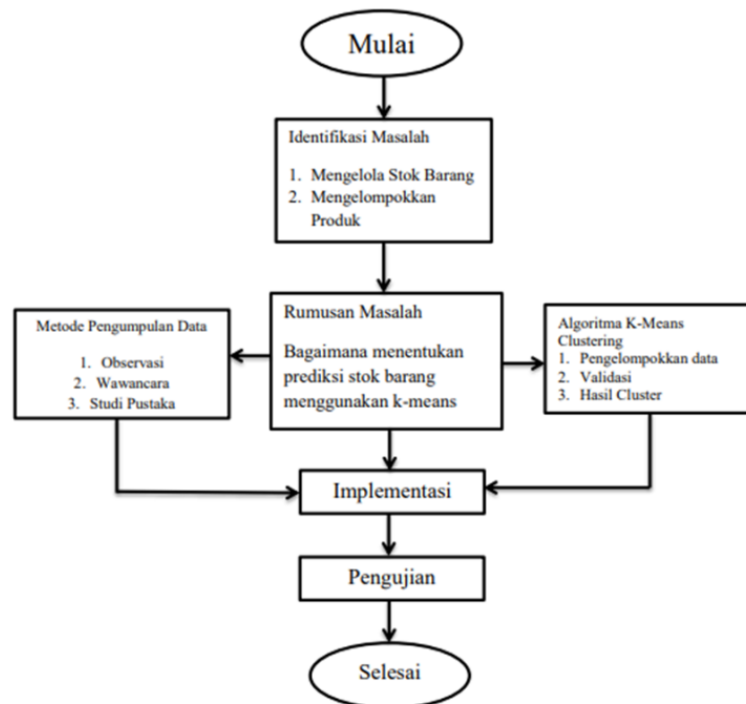 Mulai
Identifikasi Masalah
1. Mengelola Stok Barang
2. Mengelompokkan
Produk
Metode Pengumpulan Data
1. Observasi
2. Wawancara
3. Studi Pustaka
Rumusan Masalah
Bagaimana menentukan
prediksi stok barang
menggunakan k-means
Algoritma K-Means
Clustering
1. Pengelompokkan data
2. Validasi
3. Hasil Cluster
Implementasi
Pengujian
Selesai